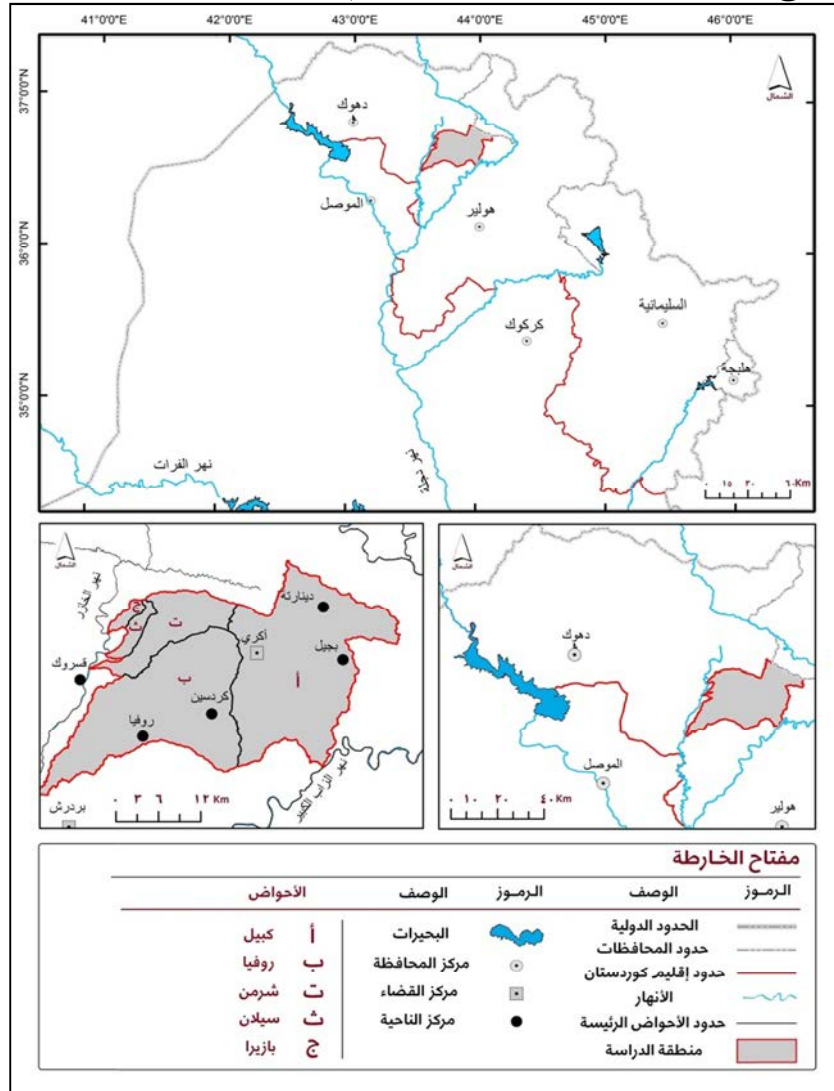 41°0'0"E 42°0'0"E 43°0'0"E 44°0'0"E 45°0'0"E 46°0'0"E
37°0'0"N
36°0'0"N
35°0'0"N
الشمال
دهوك
الموصل
هولير
كركوك
السليمانية
هلبجة
نهر الفرات
نهر دجلة
٠ ١٥ ٣٠ ٦٠ Km
الشمال
دهوك
الموصل
هولير
٠ ١٠ ٢٠ ٤٠ Km
الشمال
نهر الخازر
دينارتة
ج
ث
ت
أكري
بجيل
قسروك
ب
أ
كردسين
روفيا
نهر الزاب الكبير
بردرش
٠ ٣ ٦ ١٢ Km
مفتاح الخارطة
الرموز الوصف الرموز الوصف الأحواض
الحدود الدولية البحيرات أ كبيل
حدود المحافظات مركز المحافظة ب روفيا
حدود إقليم كوردستان مركز القضاء ت شرمن
الأنهار مركز الناحية ث سيلان
حدود الأحواض الرئيسة ج بازيرا
منطقة الدراسة